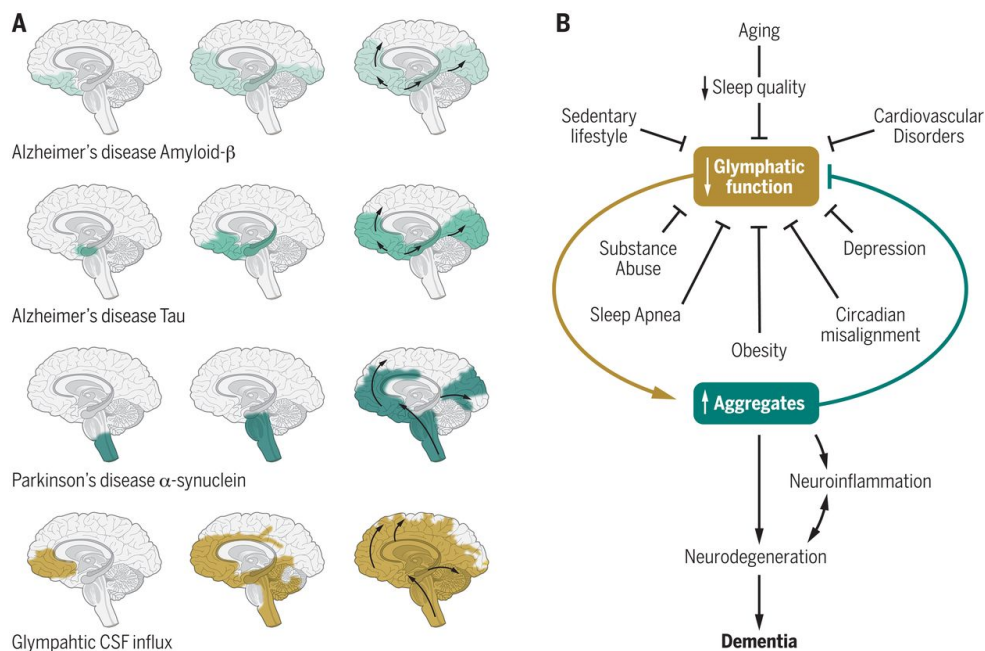 A
Alzheimer's disease Amyloid-β
Alzheimer's disease Tau
Parkinson's disease α-synuclein
Glympahtic CSF influx
B
Aging
Sleep quality
Sedentary
lifestyle
Cardiovascular
Disorders
Glymphatic
function
Substance
Abuse
Depression
Sleep Apnea
Circadian
misalignment
Obesity
Aggregates
Neuroinflammation
Neurodegeneration
Dementia